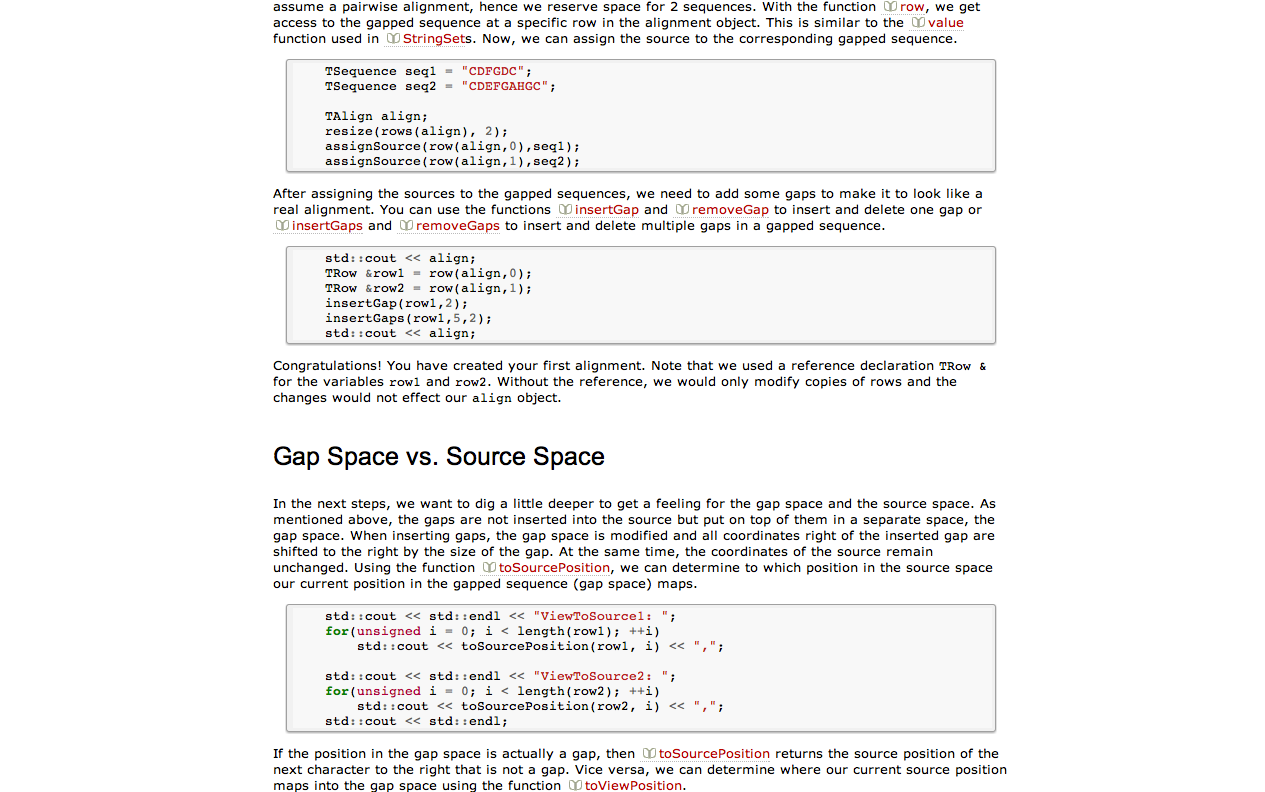 assume a pairwise alignment, hence we reserve space for 2 sequences. With the function row, we get
access to the gapped sequence at a specific row in the alignment object. This is similar to the value
function used in StringSets. Now, we can assign the source to the corresponding gapped sequence.
TSequence seq1 = "CDFGDC";
TSequence seq2 = "CDEFGAHGC";
TAlign align;
resize(rows(align), 2);
assignSource(row(align,0),seq1);
assignSource(row(align,1),seq2);
After assigning the sources to the gapped sequences, we need to add some gaps to make it to look like a
real alignment. You can use the functions insertGap and removeGap to insert and delete one gap or
insertGaps and removeGaps to insert and delete multiple gaps in a gapped sequence.
std::cout << align;
TRow &row1 = row(align,0);
TRow &row2 = row(align,1);
insertGap(row1,2);
insertGaps(row1,5,2);
std::cout << align;
Congratulations! You have created your first alignment. Note that we used a reference declaration TRow &
for the variables row1 and row2. Without the reference, we would only modify copies of rows and the
changes would not effect our align object.
Gap Space vs. Source Space
In the next steps, we want to dig a little deeper to get a feeling for the gap space and the source space. As
mentioned above, the gaps are not inserted into the source but put on top of them in a separate space, the
gap space. When inserting gaps, the gap space is modified and all coordinates right of the inserted gap are
shifted to the right by the size of the gap. At the same time, the coordinates of the source remain
unchanged. Using the function toSourcePosition, we can determine to which position in the source space
our current position in the gapped sequence (gap space) maps.
std::cout << std::endl << "ViewToSource1: ";
for(unsigned i = 0; i < length(row1); ++i)
std::cout << toSourcePosition(row1, i) << ",";
std::cout << std::endl << "ViewToSource2: ";
for(unsigned i = 0; i < length(row2); ++i)
std::cout << toSourcePosition(row2, i) << ",";
std::cout << std::endl;
If the position in the gap space is actually a gap, then toSourcePosition returns the source position of the
next character to the right that is not a gap. Vice versa, we can determine where our current source position
maps into the gap space using the function toViewPosition.